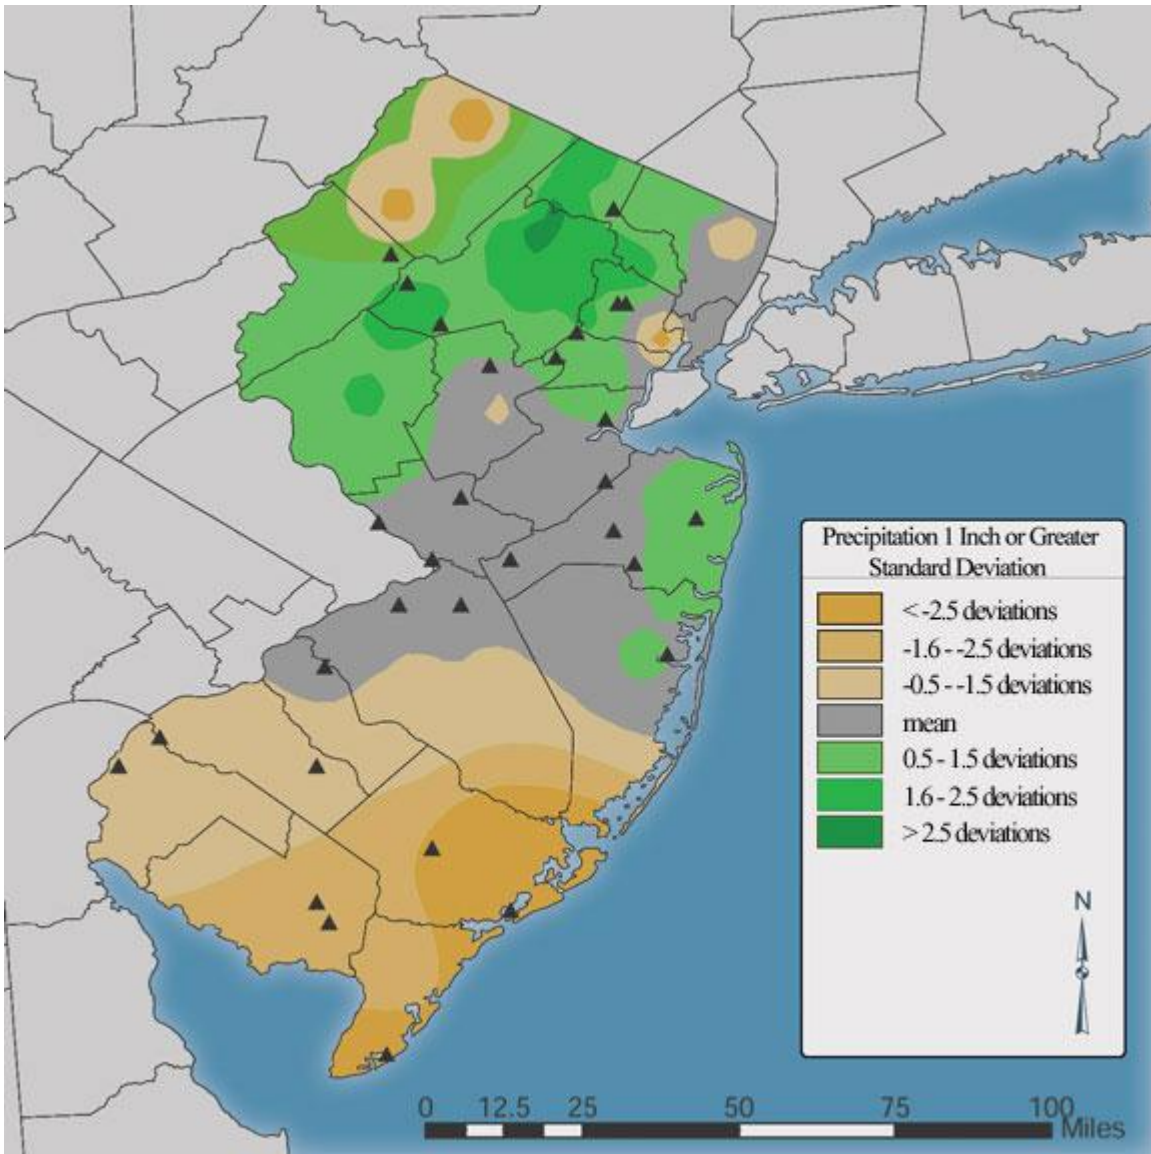 Precipitation 1 Inch or Greater
Standard Deviation
< -2.5 deviations
-1.6 - -2.5 deviations
-0.5 - -1.5 deviations
mean
0.5 - 1.5 deviations
1.6 - 2.5 deviations
> 2.5 deviations
N
0 12.5 25 50 75 100
Miles